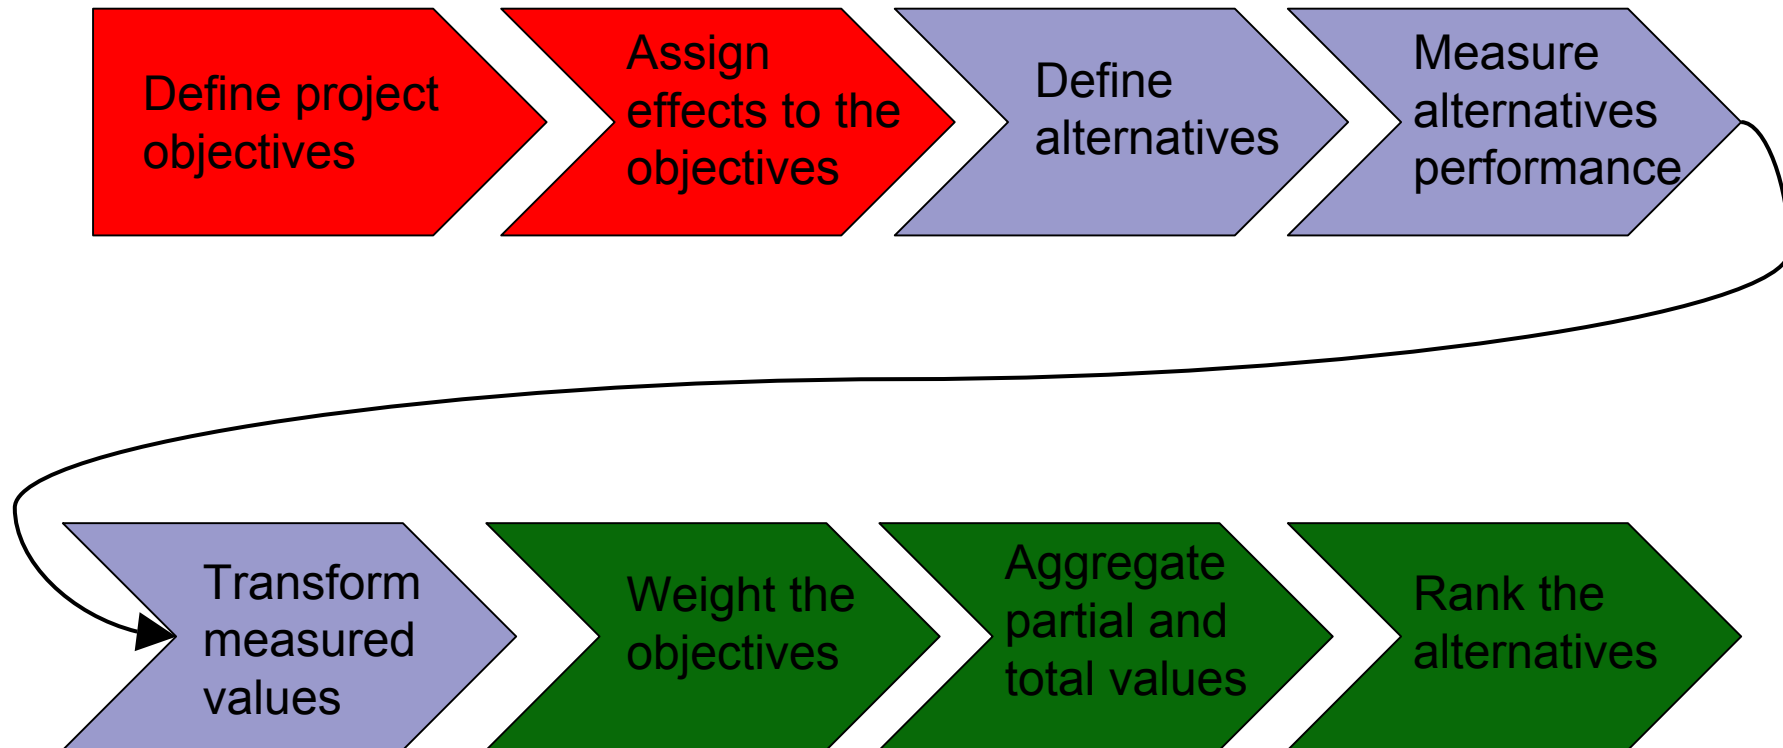 Define project
objectives
Assign
effects to the
objectives
Define
alternatives
Measure
alternatives
performance
Transform
measured
values
Weight the
objectives
Aggregate
partial and
total values
Rank the
alternatives